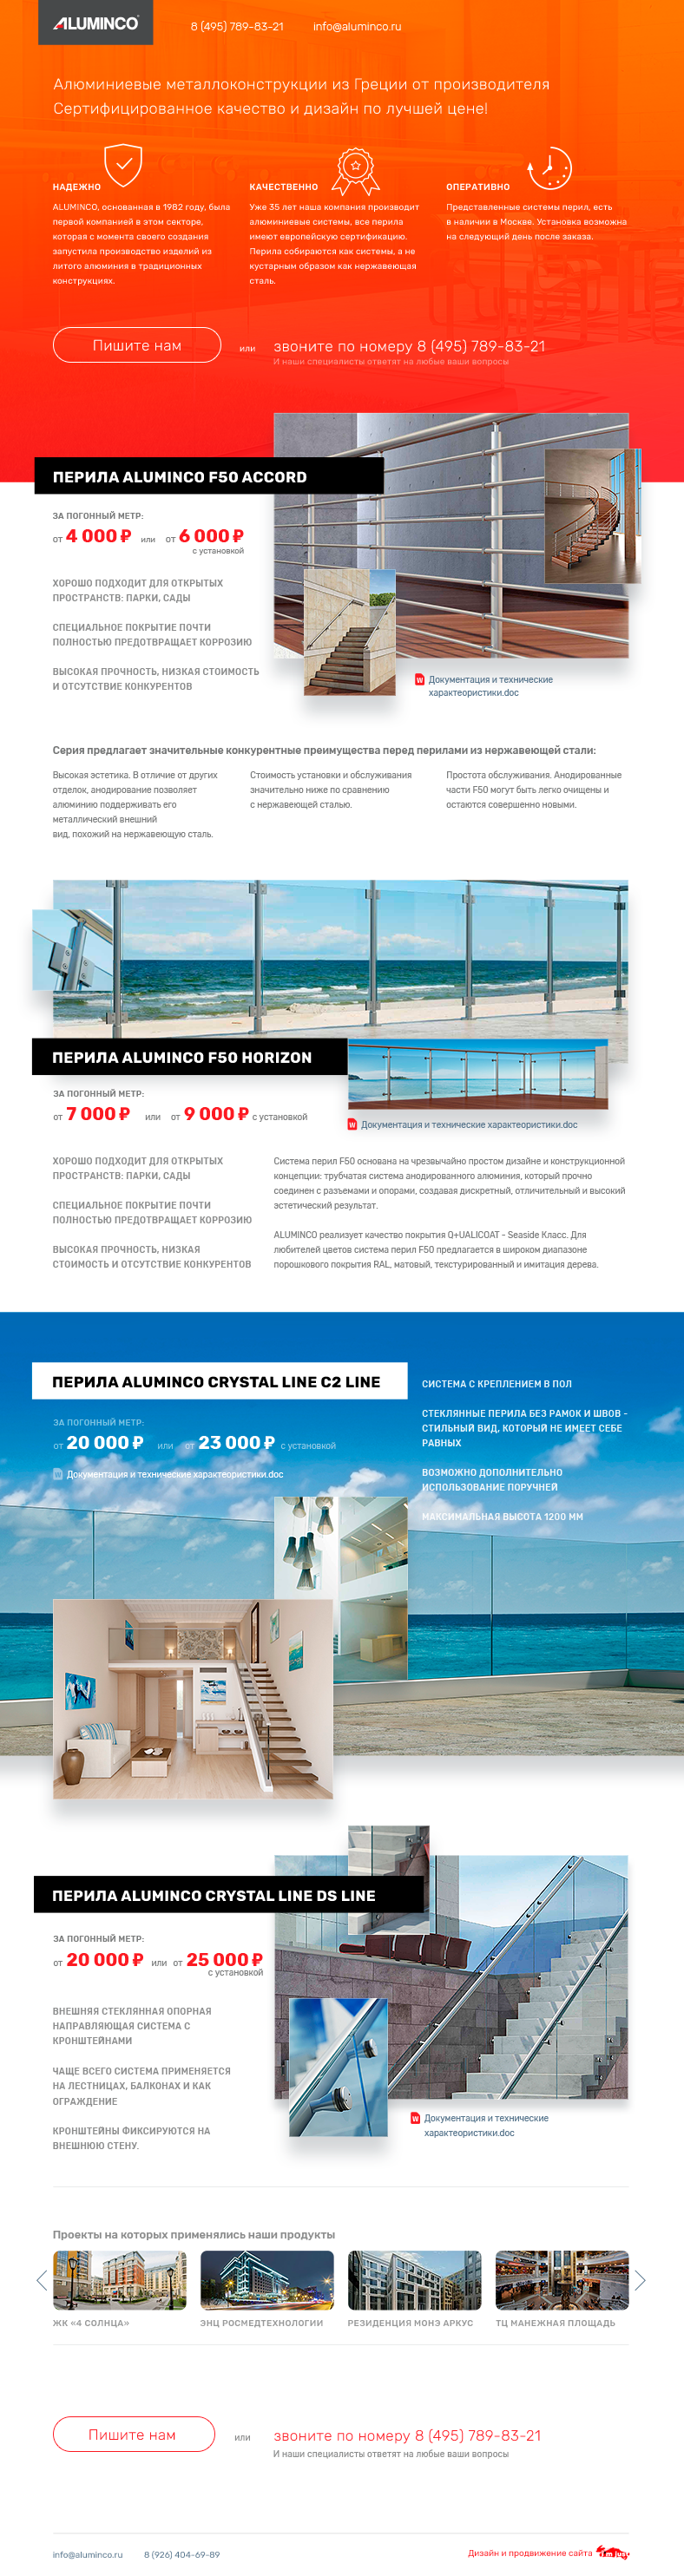 ALUMINCO
8 (495) 789-83-21
info@aluminco.ru
Алюминиевые металлоконструкции из Греции от производителя
Сертифицированное качество и дизайн по лучшей цене!
НАДЕЖНО
ALUMINCO, основанная в 1982 году, была
первой компанией в этом секторе,
которая с момента своего создания
запустила производство изделий из
литого алюминия в традиционных
конструкциях.
КАЧЕСТВЕННО
Уже 35 лет наша компания производит
алюминиевые системы, все перила
имеют европейскую сертификацию.
Перила собираются как системы, а не
кустарным образом как нержавеющая
сталь.
ОПЕРАТИВНО
Представленные системы перил, есть
в наличии в Москве. Установка возможна
на следующий день после заказа.
Пишите нам
или
звоните по номеру 8 (495) 789-83-21
И наши специалисты ответят на любые ваши вопросы
ПЕРИЛА ALUMINCO F50 ACCORD
ЗА ПОГОННЫЙ МЕТР:
от 4 000 ₽ или от 6 000 ₽
с установкой
ХОРОШО ПОДХОДИТ ДЛЯ ОТКРЫТЫХ
ПРОСТРАНСТВ: ПАРКИ, САДЫ
СПЕЦИАЛЬНОЕ ПОКРЫТИЕ ПОЧТИ
ПОЛНОСТЬЮ ПРЕДОТВРАЩАЕТ КОРРОЗИЮ
ВЫСОКАЯ ПРОЧНОСТЬ, НИЗКАЯ СТОИМОСТЬ
И ОТСУТСТВИЕ КОНКУРЕНТОВ
W Документация и технические
характеористики.doc
Серия предлагает значительные конкурентные преимущества перед перилами из нержавеющей стали:
Высокая эстетика. В отличие от других
отделок, анодирование позволяет
алюминию поддерживать его
металлический внешний
вид, похожий на нержавеющую сталь.
Стоимость установки и обслуживания
значительно ниже по сравнению
с нержавеющей сталью.
Простота обслуживания. Анодированные
части F50 могут быть легко очищены и
остаются совершенно новыми.
ПЕРИЛА ALUMINCO F50 HORIZON
ЗА ПОГОННЫЙ МЕТР:
от 7 000 ₽ или от 9 000 ₽ с установкой
W Документация и технические характеористики.doc
ХОРОШО ПОДХОДИТ ДЛЯ ОТКРЫТЫХ
ПРОСТРАНСТВ: ПАРКИ, САДЫ
СПЕЦИАЛЬНОЕ ПОКРЫТИЕ ПОЧТИ
ПОЛНОСТЬЮ ПРЕДОТВРАЩАЕТ КОРРОЗИЮ
ВЫСОКАЯ ПРОЧНОСТЬ, НИЗКАЯ
СТОИМОСТЬ И ОТСУТСТВИЕ КОНКУРЕНТОВ
Система перил F50 основана на чрезвычайно простом дизайне и конструкционной
концепции: трубчатая система анодированного алюминия, который прочно
соединен с разъемами и опорами, создавая дискретный, отличительный и высокий
эстетический результат.
ALUMINCO реализует качество покрытия Q+UALICOAT - Seaside Класс. Для
любителей цветов система перил F50 предлагается в широком диапазоне
порошкового покрытия RAL, матовый, текстурированный и имитация дерева.
ПЕРИЛА ALUMINCO CRYSTAL LINE C2 LINE
ЗА ПОГОННЫЙ МЕТР:
от 20 000 ₽ или от 23 000 ₽ с установкой
W Документация и технические характеористики.doc
СИСТЕМА С КРЕПЛЕНИЕМ В ПОЛ
СТЕКЛЯННЫЕ ПЕРИЛА БЕЗ РАМОК И ШВОВ -
СТИЛЬНЫЙ ВИД, КОТОРЫЙ НЕ ИМЕЕТ СЕБЕ
РАВНЫХ
ВОЗМОЖНО ДОПОЛНИТЕЛЬНО
ИСПОЛЬЗОВАНИЕ ПОРУЧНЕЙ
МАКСИМАЛЬНАЯ ВЫСОТА 1200 ММ
ПЕРИЛА ALUMINCO CRYSTAL LINE DS LINE
ЗА ПОГОННЫЙ МЕТР:
от 20 000 ₽ или от 25 000 ₽
с установкой
ВНЕШНЯЯ СТЕКЛЯННАЯ ОПОРНАЯ
НАПРАВЛЯЮЩАЯ СИСТЕМА С
КРОНШТЕЙНАМИ
ЧАЩЕ ВСЕГО СИСТЕМА ПРИМЕНЯЕТСЯ
НА ЛЕСТНИЦАХ, БАЛКОНАХ И КАК
ОГРАЖДЕНИЕ
КРОНШТЕЙНЫ ФИКСИРУЮТСЯ НА
ВНЕШНЮЮ СТЕНУ.
W Документация и технические
характеористики.doc
Проекты на которых применялись наши продукты
ЖК «4 СОЛНЦА»
ЭНЦ РОСМЕДТЕХНОЛОГИИ
РЕЗИДЕНЦИЯ МОНЭ АРКУС
ТЦ МАНЕЖНАЯ ПЛОЩАДЬ
Пишите нам
или
звоните по номеру 8 (495) 789-83-21
И наши специалисты ответят на любые ваши вопросы
info@aluminco.ru
8 (926) 404-69-89
Дизайн и продвижение сайта